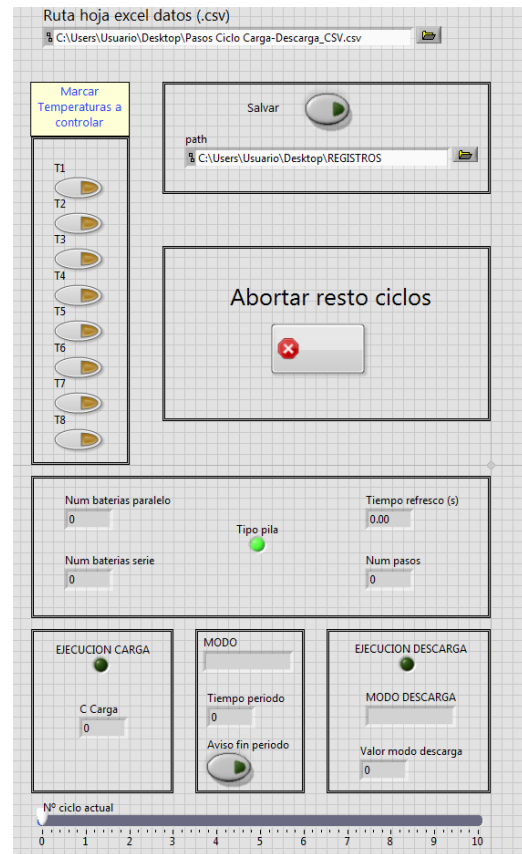 Ruta hoja excel datos (.csv)
C:\Users\Usuario\Desktop\Pasos Ciclo Carga-Descarga_CSV.csv
Marcar
Temperaturas a
controlar
Salvar
path
C:\Users\Usuario\Desktop\REGISTROS
T1
T2
T3
T4
T5
T6
T7
T8
Abortar resto ciclos
Num baterias paralelo
0
Tiempo refresco (s)
0.00
Tipo pila
Num baterias serie
0
Num pasos
0
EJECUCION CARGA
C Carga
0
MODO
Tiempo periodo
0
Aviso fin periodo
EJECUCION DESCARGA
MODO DESCARGA
Valor modo descarga
0
Nº ciclo actual
0 1 2 3 4 5 6 7 8 9 10